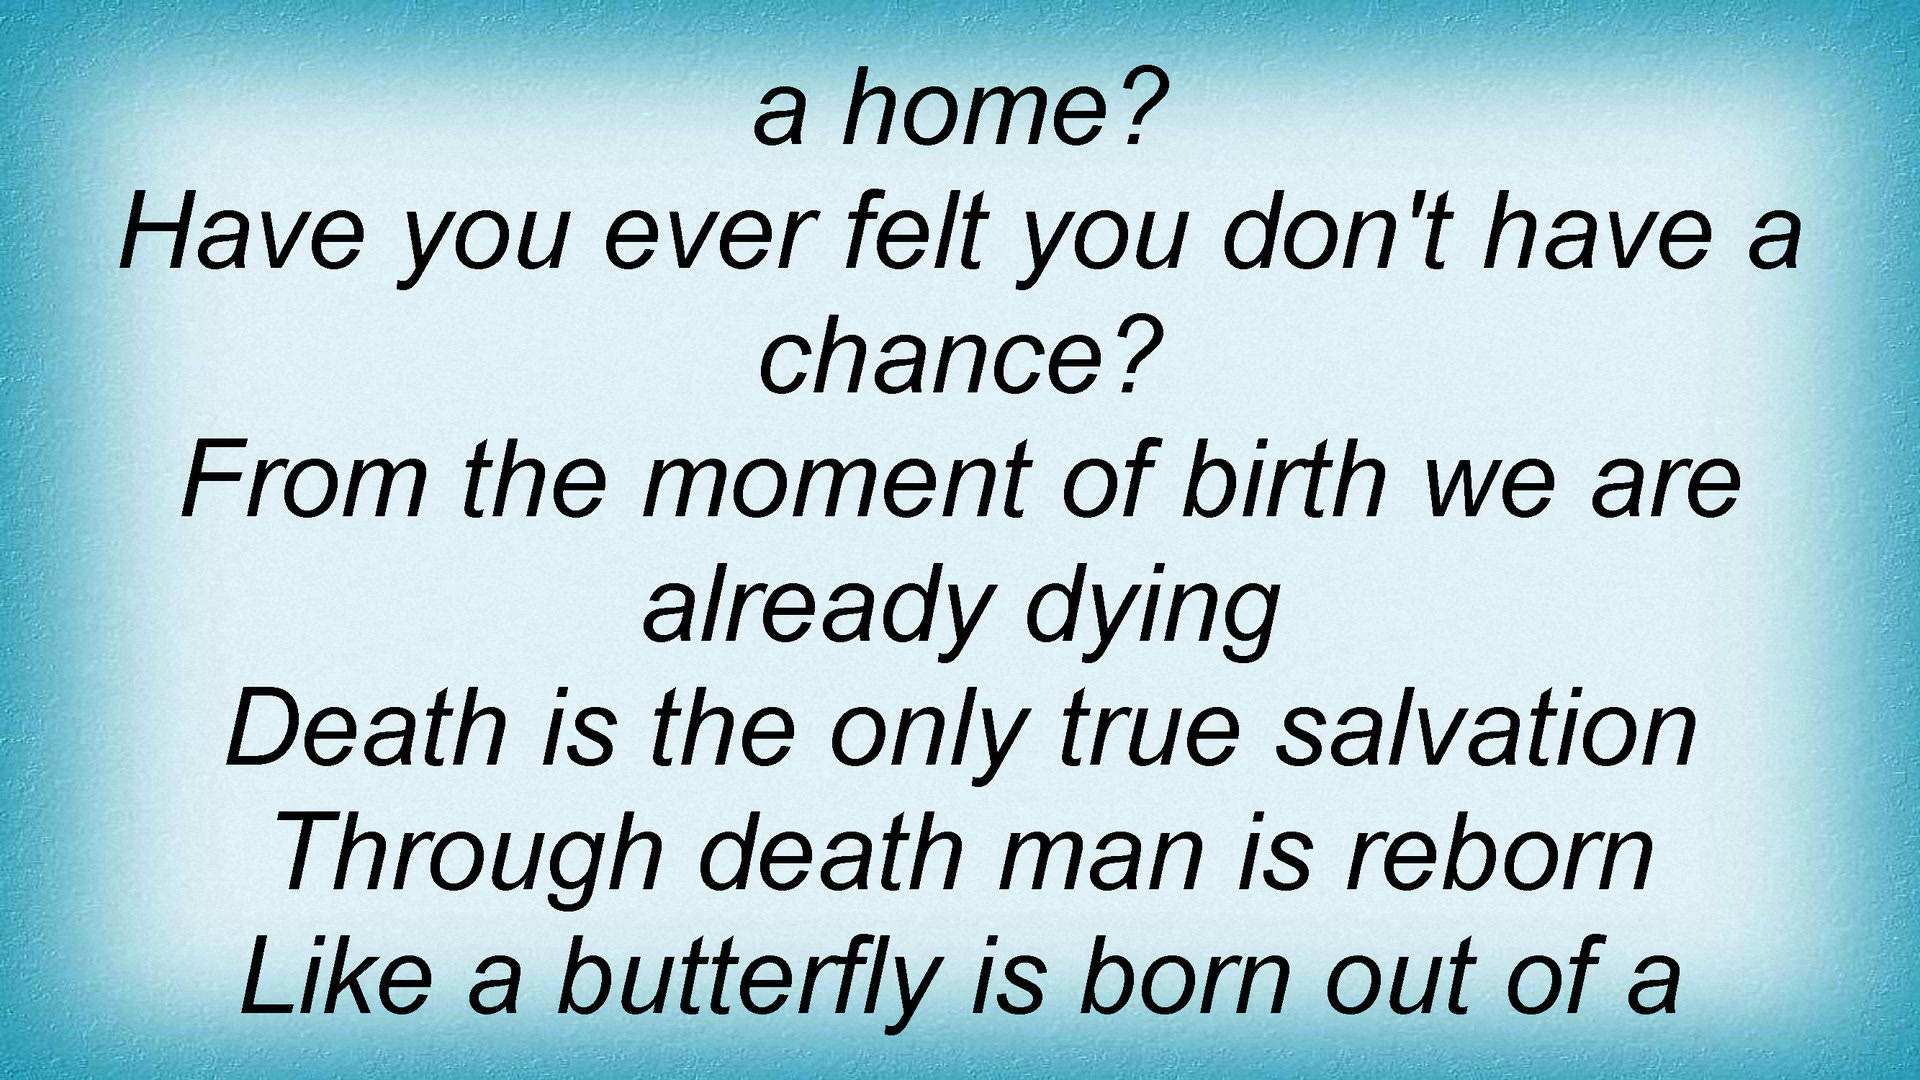 a home?
Have you ever felt you don't have a
chance?
From the moment of birth we are
already dying
Death is the only true salvation
Through death man is reborn
Like a butterfly is born out of a